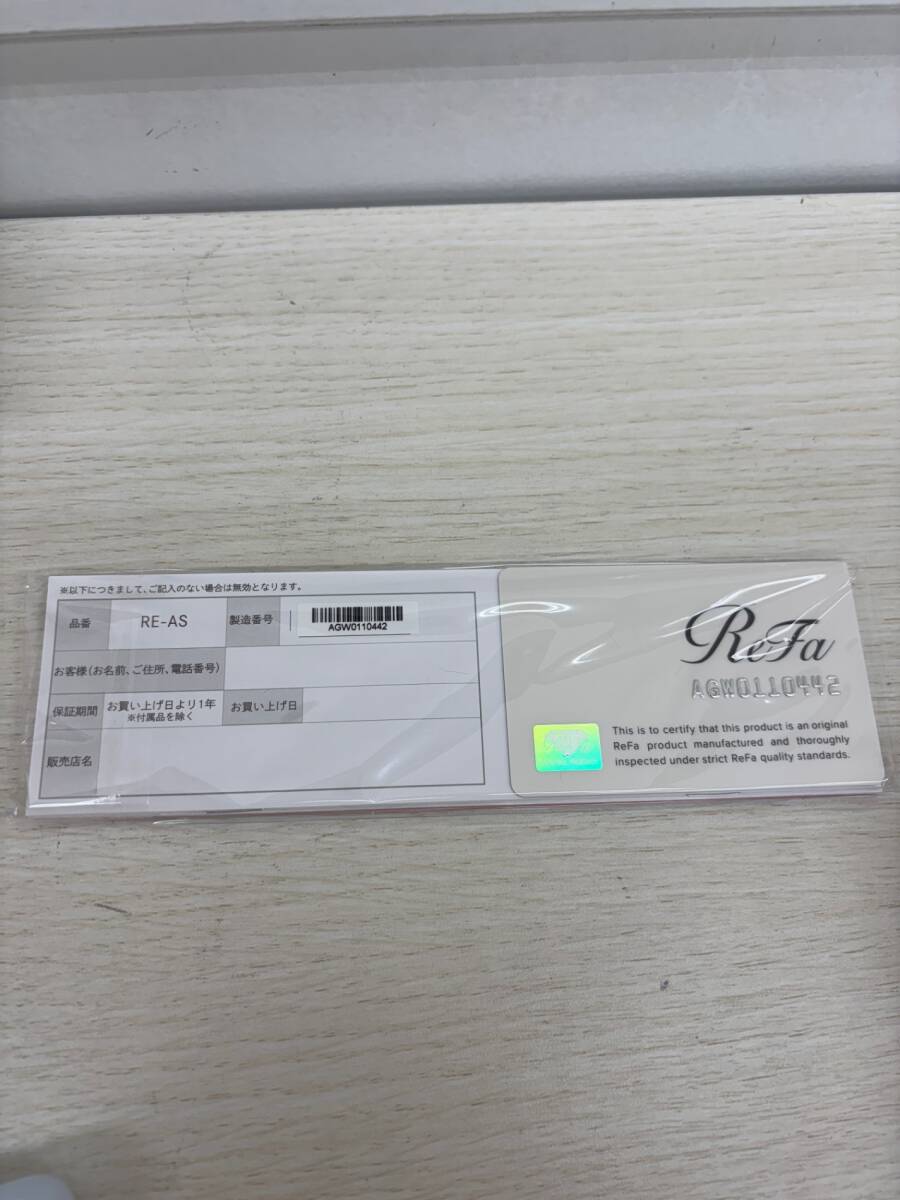 ※以下につきまして、ご記入のない場合は無効となります。
品番 RE-AS 製造番号 AGW0110442
お客様(お名前、ご住所、電話番号)
保証期間 お買い上げ日より1年 お買い上げ日
※付属品を除く
販売店名
ReFa
AGW0110442
This is to certify that this product is an original
ReFa product manufactured and thoroughly
inspected under strict ReFa quality standards.